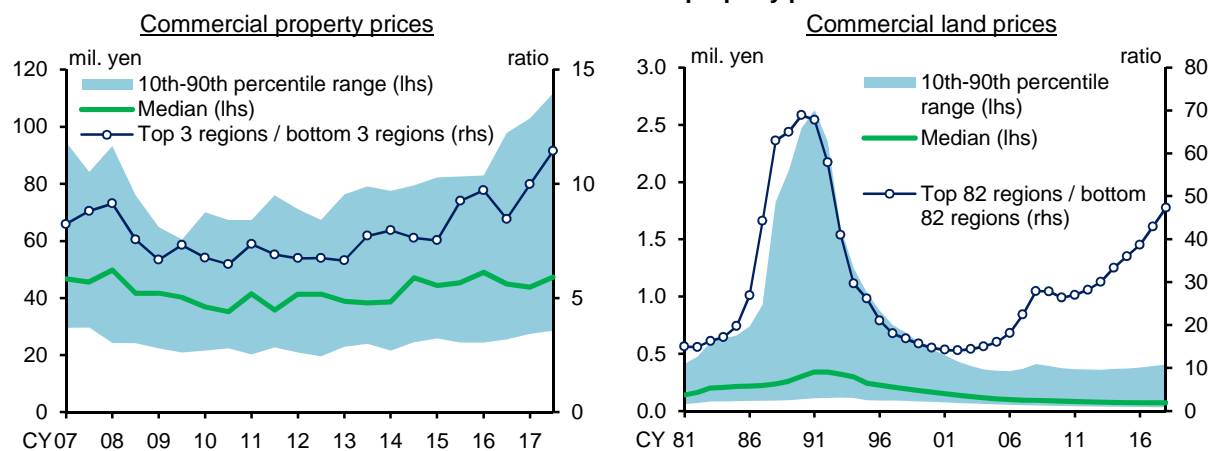 Commercial property prices
mil. yen
ratio
120
100
80
60
40
20
0
15
10
5
0
10th-90th percentile range (lhs)
Median (lhs)
Top 3 regions / bottom 3 regions (rhs)
CY 07 08 09 10 11 12 13 14 15 16 17
Commercial land prices
mil. yen
ratio
3.0
2.5
2.0
1.5
1.0
0.5
0.0
80
70
60
50
40
30
20
10
0
10th-90th percentile
range (lhs)
Median (lhs)
Top 82 regions / bottom
82 regions (rhs)
CY 81 86 91 96 01 06 11 16